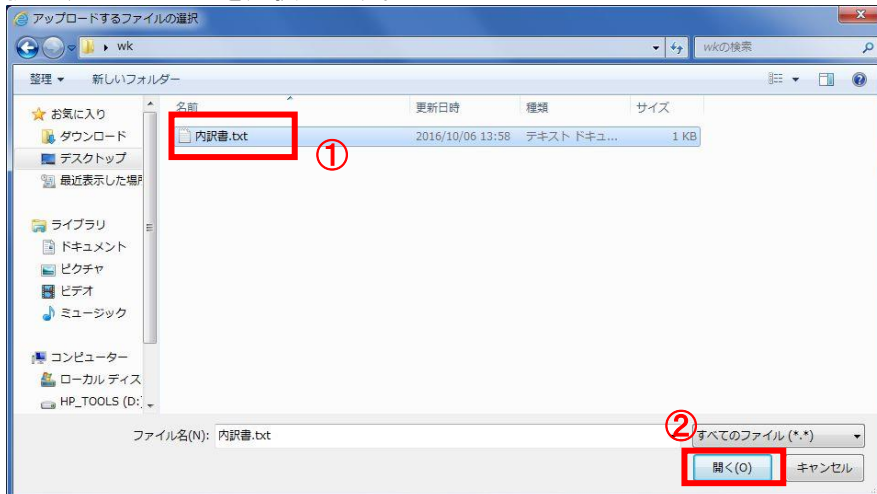 アップロードするファイルの選択
wk
wkの検索
整理 新しいフォルダー
名前 更新日時 種類 サイズ
お気に入り
ダウンロード
デスクトップ
最近表示した場所
ライブラリ
ドキュメント
ピクチャ
ビデオ
ミュージック
コンピューター
ローカル ディス
HP_TOOLS (D:)
内訳書.txt 2016/10/06 13:58 テキスト ドキュ... 1 KB
①
ファイル名(N): 内訳書.txt
②
すべてのファイル (*.*)
開く(O) キャンセル